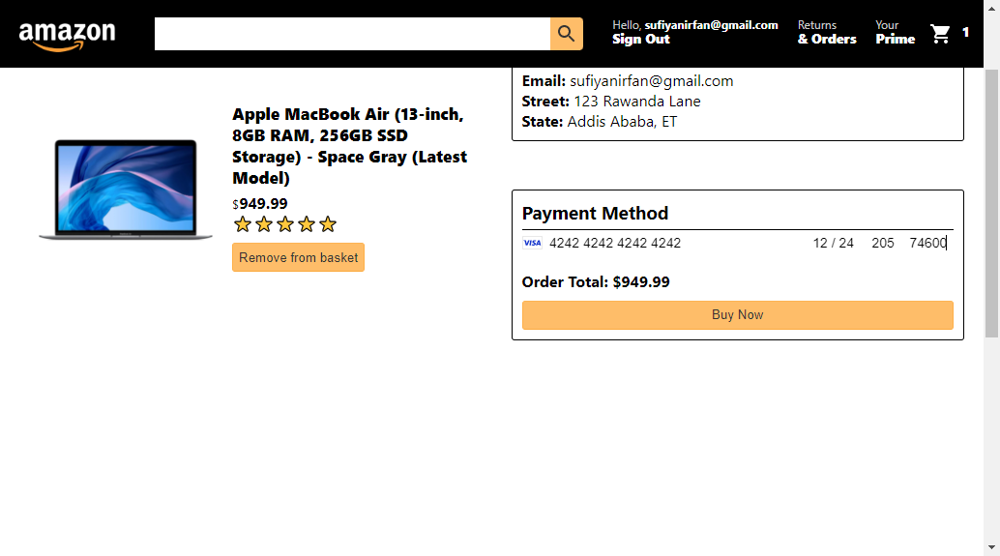 amazon
Hello, sufiyanirfan@gmail.com
Sign Out
Returns
& Orders
Your
Prime
1
Email: sufiyanirfan@gmail.com
Street: 123 Rawanda Lane
State: Addis Ababa, ET
Apple MacBook Air (13-inch,
8GB RAM, 256GB SSD
Storage) - Space Gray (Latest
Model)
$949.99
Remove from basket
Payment Method
VISA 4242 4242 4242 4242 12 / 24 205 74600
Order Total: $949.99
Buy Now